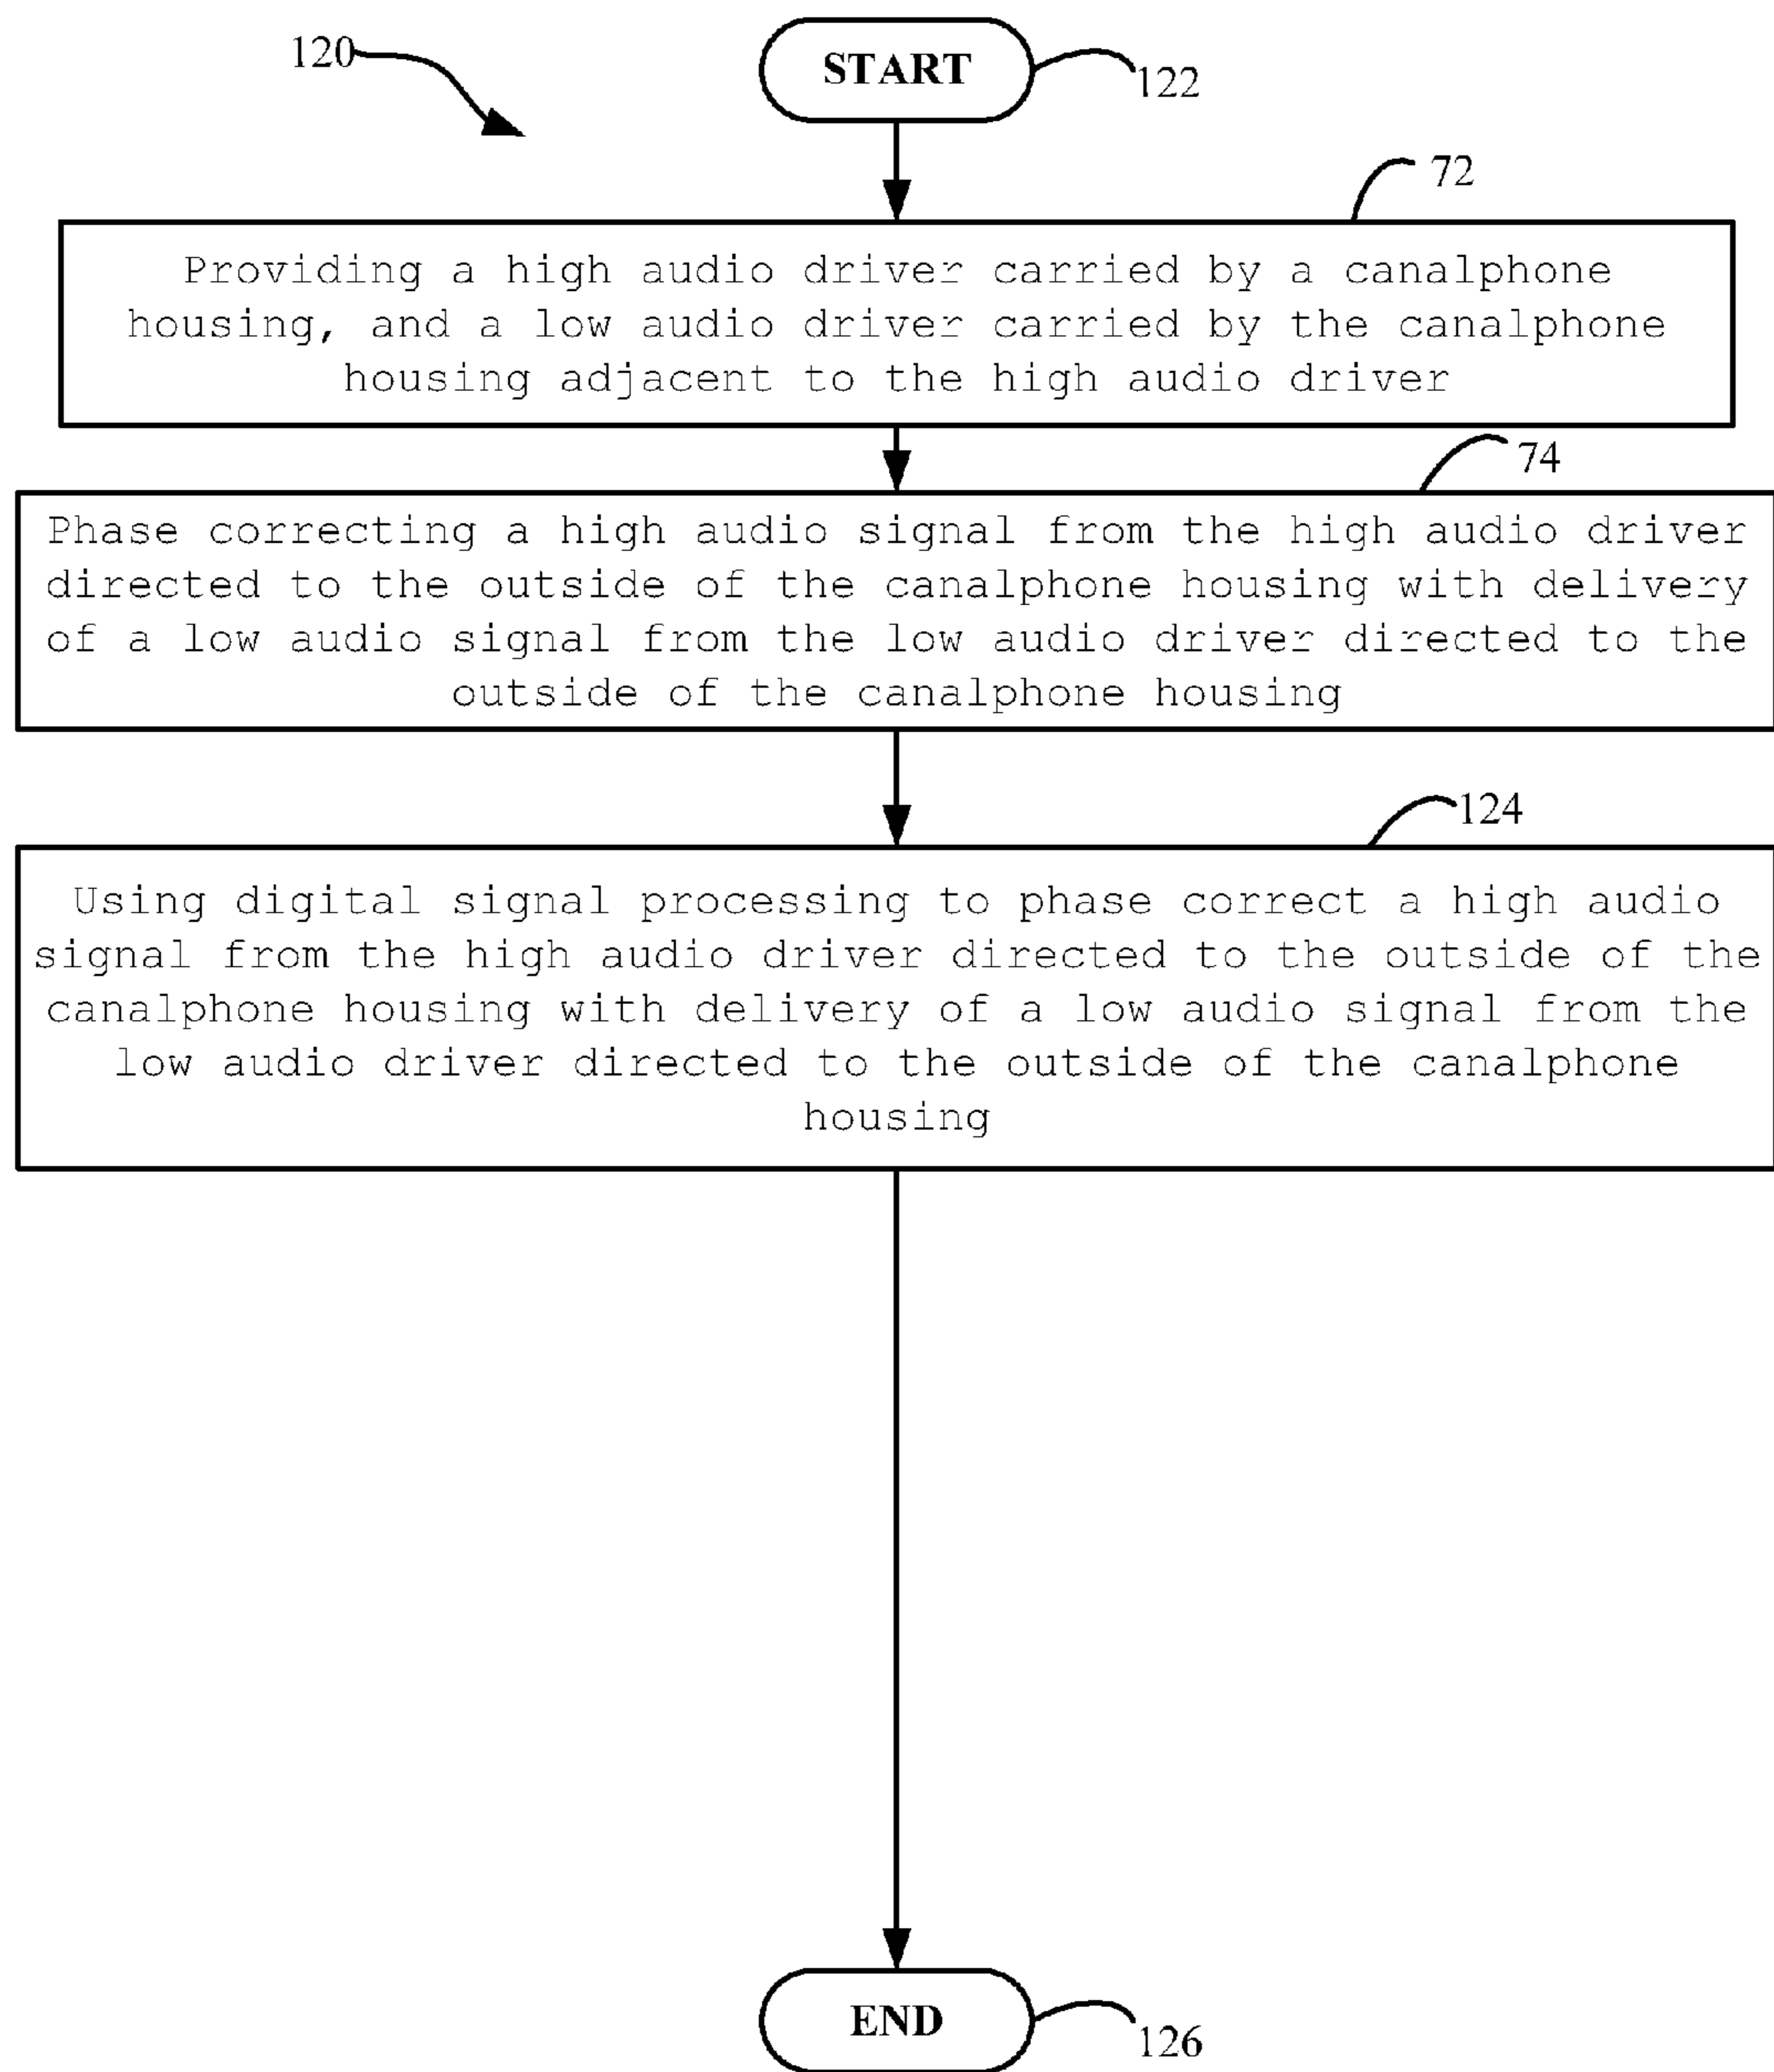 120
START
122
72
Providing a high audio driver carried by a canalphone
housing, and a low audio driver carried by the canalphone
housing adjacent to the high audio driver
74
Phase correcting a high audio signal from the high audio driver
directed to the outside of the canalphone housing with delivery
of a low audio signal from the low audio driver directed to the
outside of the canalphone housing
124
Using digital signal processing to phase correct a high audio
signal from the high audio driver directed to the outside of the
canalphone housing with delivery of a low audio signal from the
low audio driver directed to the outside of the canalphone
housing
END
126